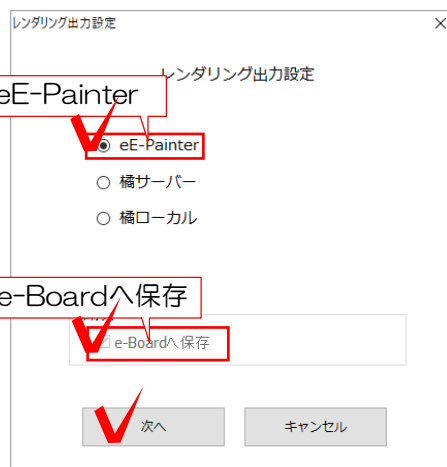 レンダリング出力設定
レンダリング出力設定
eE-Painter
eE-Painter
橘サーバー
橘ローカル
e-Boardへ保存
e-Boardへ保存
次へ
キャンセル